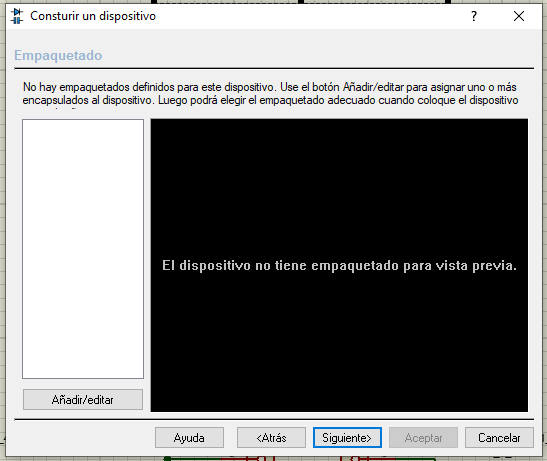 Consturir un dispositivo
?
Empaquetado
No hay empaquetados definidos para este dispositivo. Use el botón Añadir/editar para asignar uno o más
encapsulados al dispositivo. Luego podrá elegir el empaquetado adecuado cuando coloque el dispositivo
El dispositivo no tiene empaquetado para vista previa.
Añadir/editar
Ayuda
<Atrás
Siguiente>
Aceptar
Cancelar